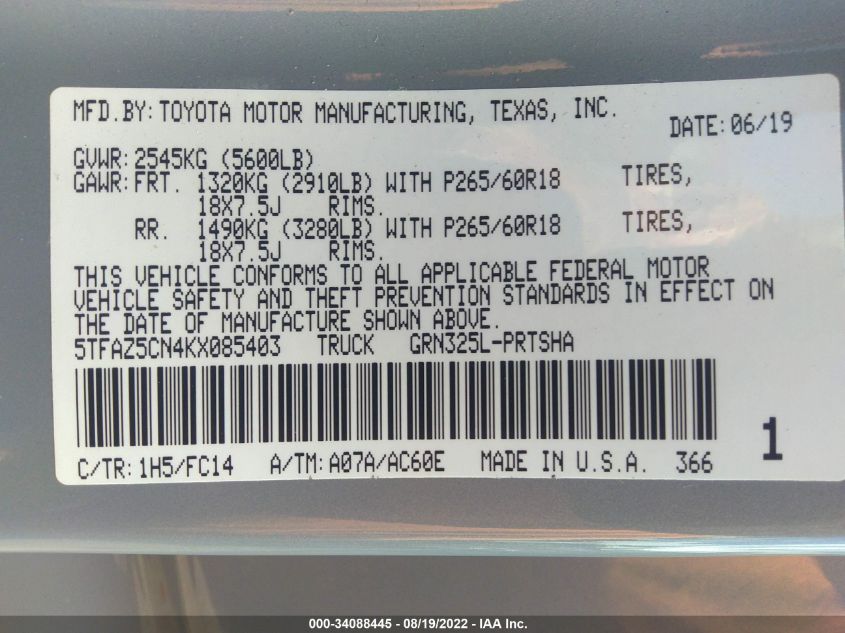 MFD.BY: TOYOTA MOTOR MANUFACTURING, TEXAS, INC.
DATE: 06/19
GVWR: 2545KG (5600LB)
GAWR: FRT. 1320KG (2910LB) WITH P265/60R18 TIRES,
18X7.5J RIMS.
RR. 1490KG (3280LB) WITH P265/60R18 TIRES,
18X7.5J RIMS.
THIS VEHICLE CONFORMS TO ALL APPLICABLE FEDERAL MOTOR
VEHICLE SAFETY AND THEFT PREVENTION STANDARDS IN EFFECT ON
THE DATE OF MANUFACTURE SHOWN ABOVE.
5TFAZ5CN4KX085403 TRUCK GRN325L-PRTSHA
1
C/TR: 1H5/FC14 A/TM: A07A/AC60E MADE IN U.S.A. 366
000-34088445 - 08/19/2022 - IAA Inc.